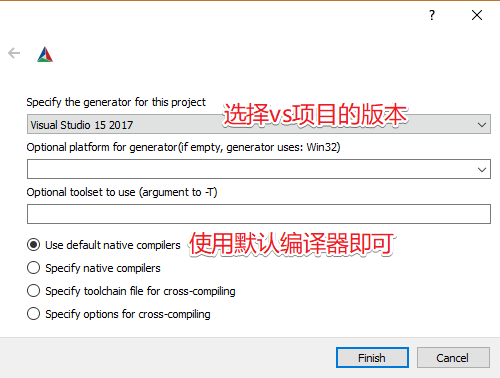 Specify the generator for this project
选择vs项目的版本
Visual Studio 15 2017
Optional platform for generator(if empty, generator uses: Win32)
Optional toolset to use (argument to -T)
Use default native compilers
使用默认编译器即可
Specify native compilers
Specify toolchain file for cross-compiling
Specify options for cross-compiling
Finish
Cancel